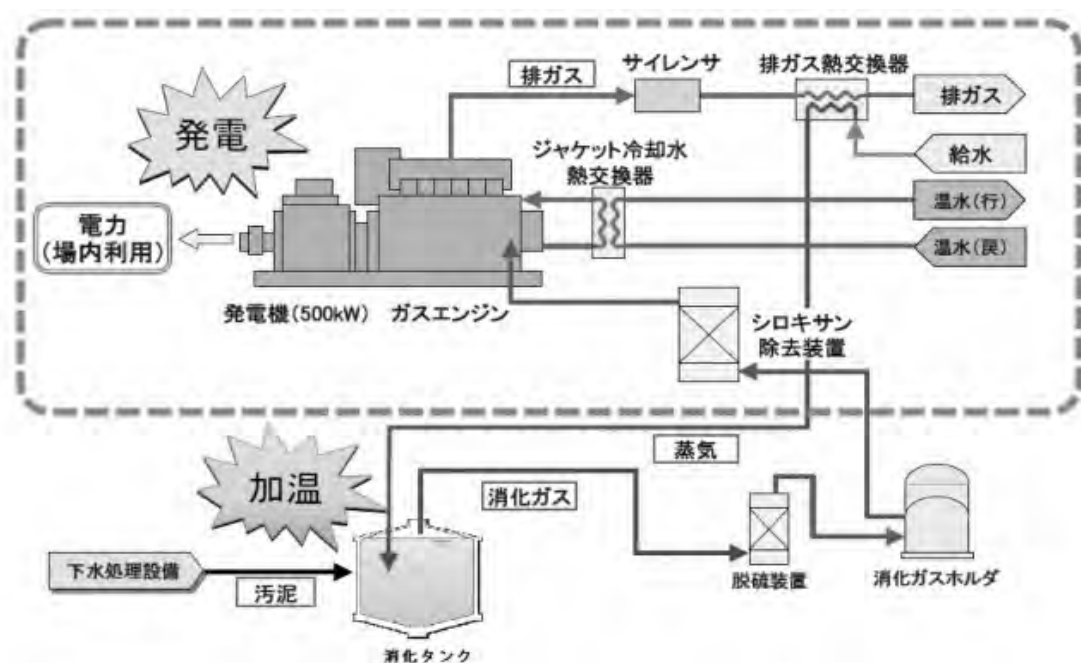 排ガス
サイレンサ
排ガス熱交換器
排ガス
発電
ジャケット冷却水
熱交換器
給水
電力
(場内利用)
温水(行)
温水(戻)
発電機(500kW)
ガスエンジン
シロキサン
除去装置
蒸気
加温
消化ガス
下水処理設備
汚泥
脱硫装置
消化ガスホルダ
消化タンク